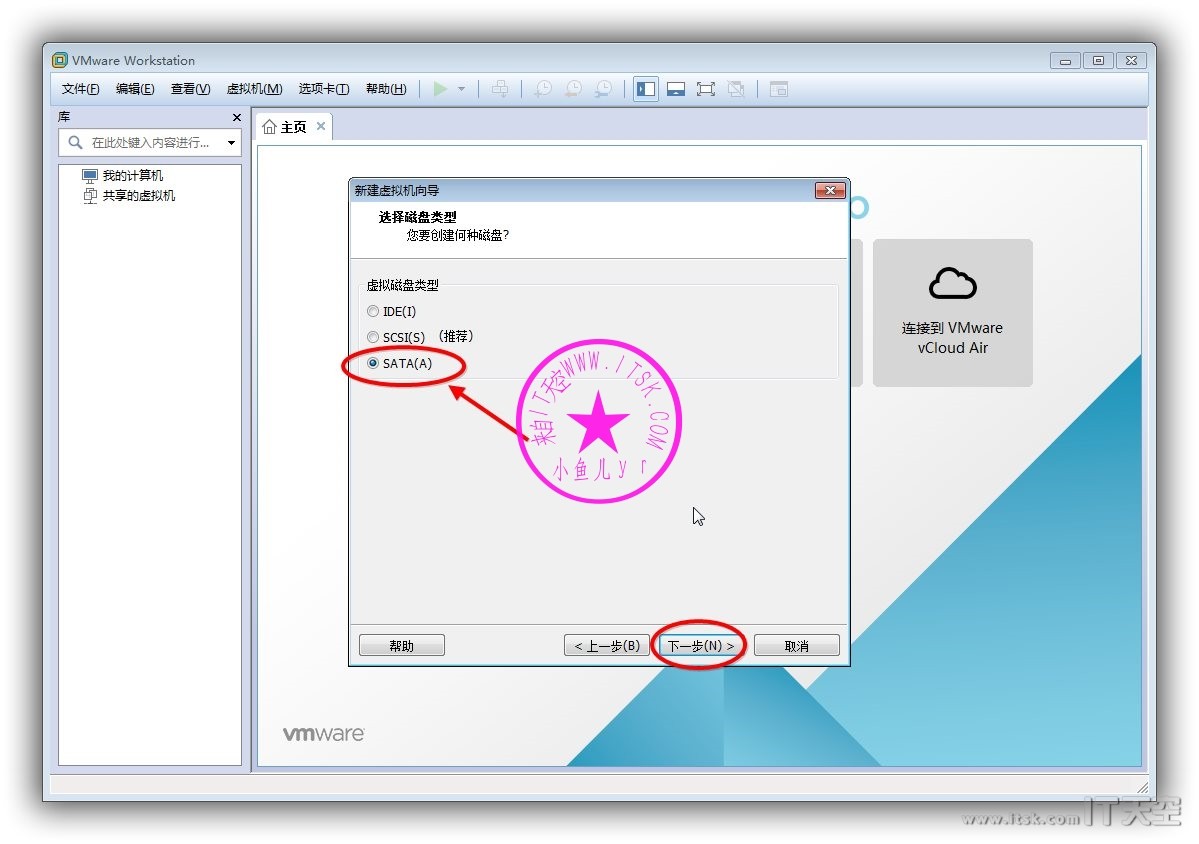 VMware Workstation
文件(F) 编辑(E) 查看(V) 虚拟机(M) 选项卡(T) 帮助(H)
库
主页
在此处键入内容进行...
我的计算机
共享的虚拟机
新建虚拟机向导
选择磁盘类型
您要创建何种磁盘?
虚拟磁盘类型
IDE(I)
SCSI(S) (推荐)
SATA(A)
来自IT天空WWW.ITSK.COM
小鱼儿yr
连接到 VMware
vCloud Air
帮助 < 上一步(B) 下一步(N) > 取消
vmware
www.itsk.com IT天空